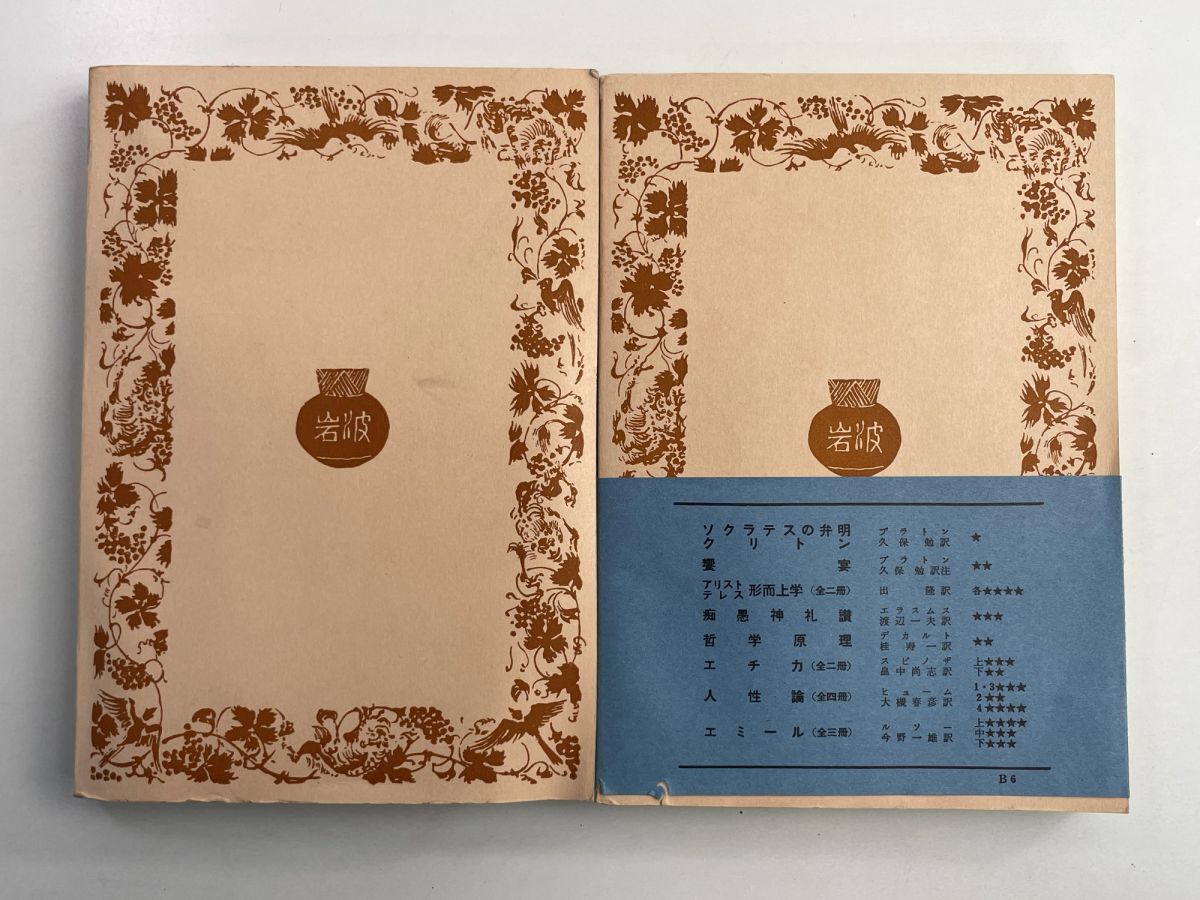 岩波
岩波
ソクラテスの弁明 プラトン
クリトン 久保 勉訳 ★
饗宴 プラトン
久保 勉訳注 ★★
アリストテレス 形而上学(全二冊) 出 隆訳 各★★★★
痴愚神礼讃 エラスムス
渡辺一夫訳 ★★★
哲学原理 デカルト
桂 寿一訳 ★★
エチカ(全二冊) スピノザ 上★★★
畠中尚志訳 下★★
人性論(全四冊) ヒューム 1・3★★★
大槻春彦訳 2★★
4★★★★
エミール(全三冊) ルソー 上★★★★
今野一雄訳 中★★★
下★★★
B6